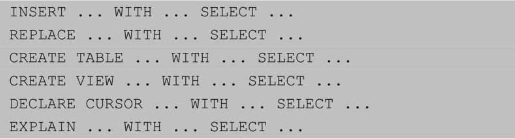 INSERT ... WITH ... SELECT ...
REPLACE ... WITH ... SELECT ...
CREATE TABLE ... WITH ... SELECT ...
CREATE VIEW ... WITH ... SELECT ...
DECLARE CURSOR ... WITH ... SELECT ...
EXPLAIN ... WITH ... SELECT ...